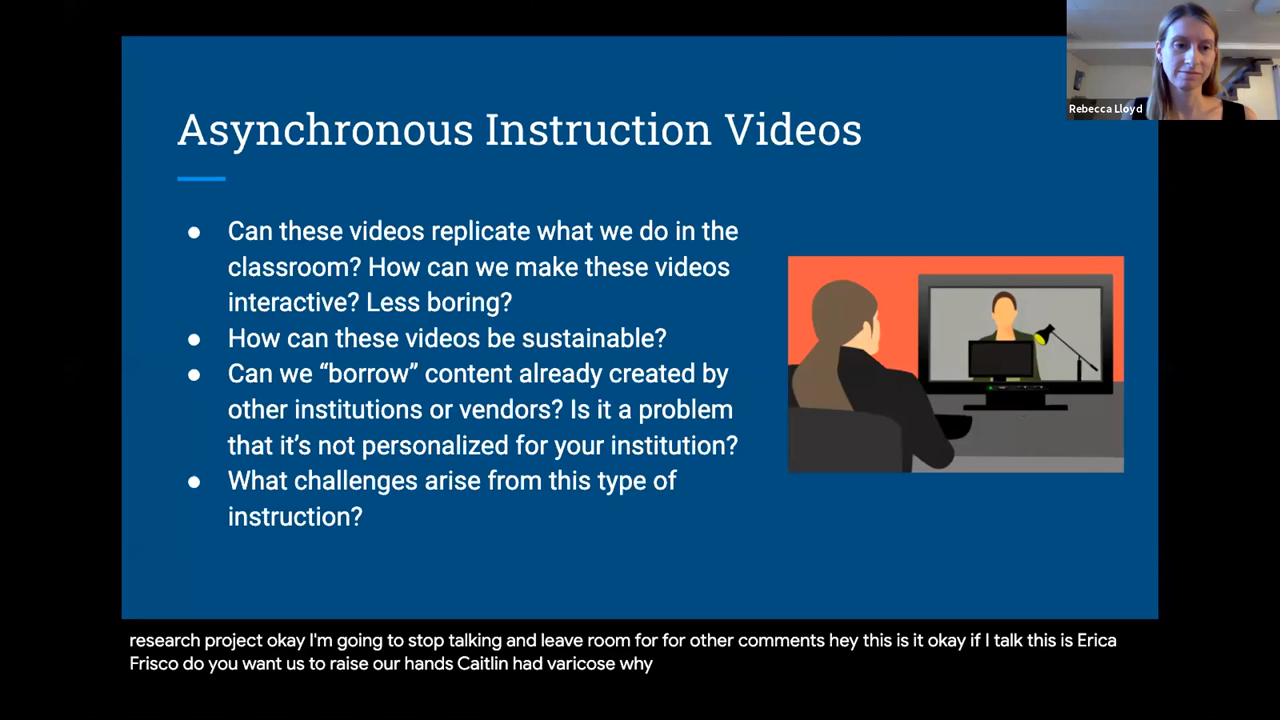 Rebecca Lloyd
Asynchronous Instruction Videos
● Can these videos replicate what we do in the
classroom? How can we make these videos
interactive? Less boring?
● How can these videos be sustainable?
● Can we “borrow” content already created by
other institutions or vendors? Is it a problem
that it’s not personalized for your institution?
● What challenges arise from this type of
instruction?
research project okay I'm going to stop talking and leave room for for other comments hey this is it okay if I talk this is Erica
Frisco do you want us to raise our hands Caitlin had varicose why